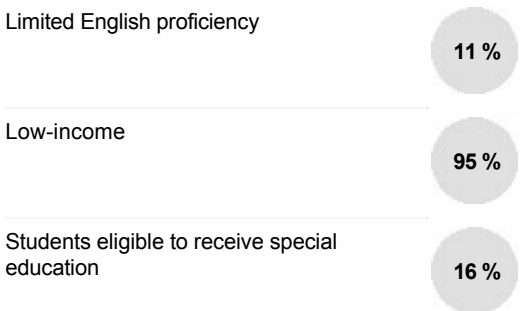 Limited English proficiency
11 %
Low-income
95 %
Students eligible to receive special
education
16 %